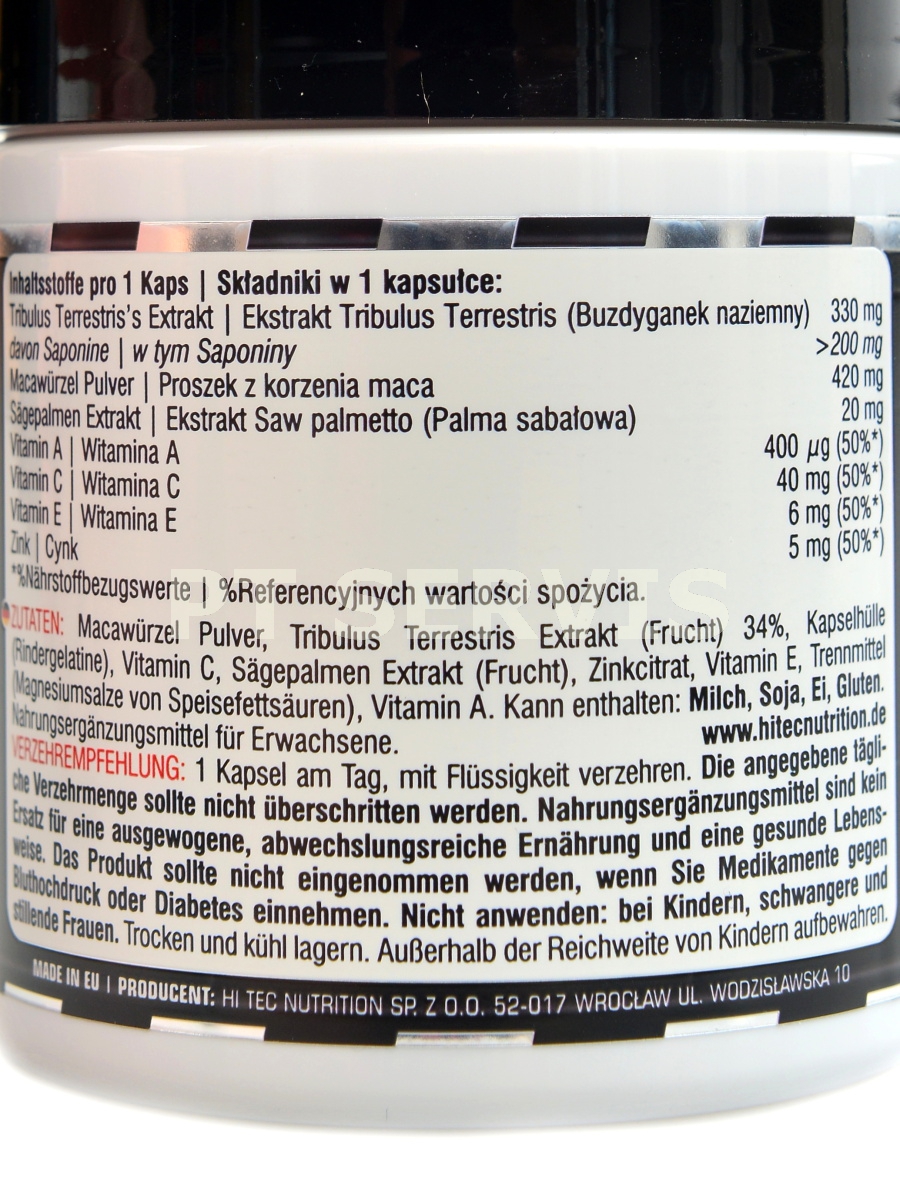 Inhaltsstoffe pro 1 Kaps | Składniki w 1 kapsułce:
Tribulus Terrestris's Extrakt | Ekstrakt Tribulus Terrestris (Buzdyganek naziemny) 330 mg
davon Saponine | w tym Saponiny >200 mg
Macawürzel Pulver | Proszek z korzenia maca 420 mg
Sägepalmen Extrakt | Ekstrakt Saw palmetto (Palma sabałowa) 20 mg
Vitamin A | Witamina A 400 µg (50%*)
Vitamin C | Witamina C 40 mg (50%*)
Vitamin E | Witamina E 6 mg (50%*)
Zink | Cynk 5 mg (50%*)
*%Nährstoffbezugswerte | %Referencyjnych wartości spożycia.
PT SERVIS
ZUTATEN: Macawürzel Pulver, Tribulus Terrestris Extrakt (Frucht) 34%, Kapselhülle
(Rindergelatine), Vitamin C, Sägepalmen Extrakt (Frucht), Zinkcitrat, Vitamin E, Trennmittel
(Magnesiumsalze von Speisefettsäuren), Vitamin A. Kann enthalten: Milch, Soja, Ei, Gluten.
Nahrungsergänzungsmittel für Erwachsene. www.hitecnutrition.de
VERZEHREMPFEHLUNG: 1 Kapsel am Tag, mit Flüssigkeit verzehren. Die angegebene tägli-
che Verzehrmenge sollte nicht überschritten werden. Nahrungsergänzungsmittel sind kein
Ersatz für eine ausgewogene, abwechslungsreiche Ernährung und eine gesunde Lebens-
weise. Das Produkt sollte nicht eingenommen werden, wenn Sie Medikamente gegen
Bluthochdruck oder Diabetes einnehmen. Nicht anwenden: bei Kindern, schwangere und
stillende Frauen. Trocken und kühl lagern. Außerhalb der Reichweite von Kindern aufbewahren.
MADE IN EU | PRODUCENT: HI TEC NUTRITION SP. Z O.O. 52-017 WROCŁAW UL. WODZISŁAWSKA 10